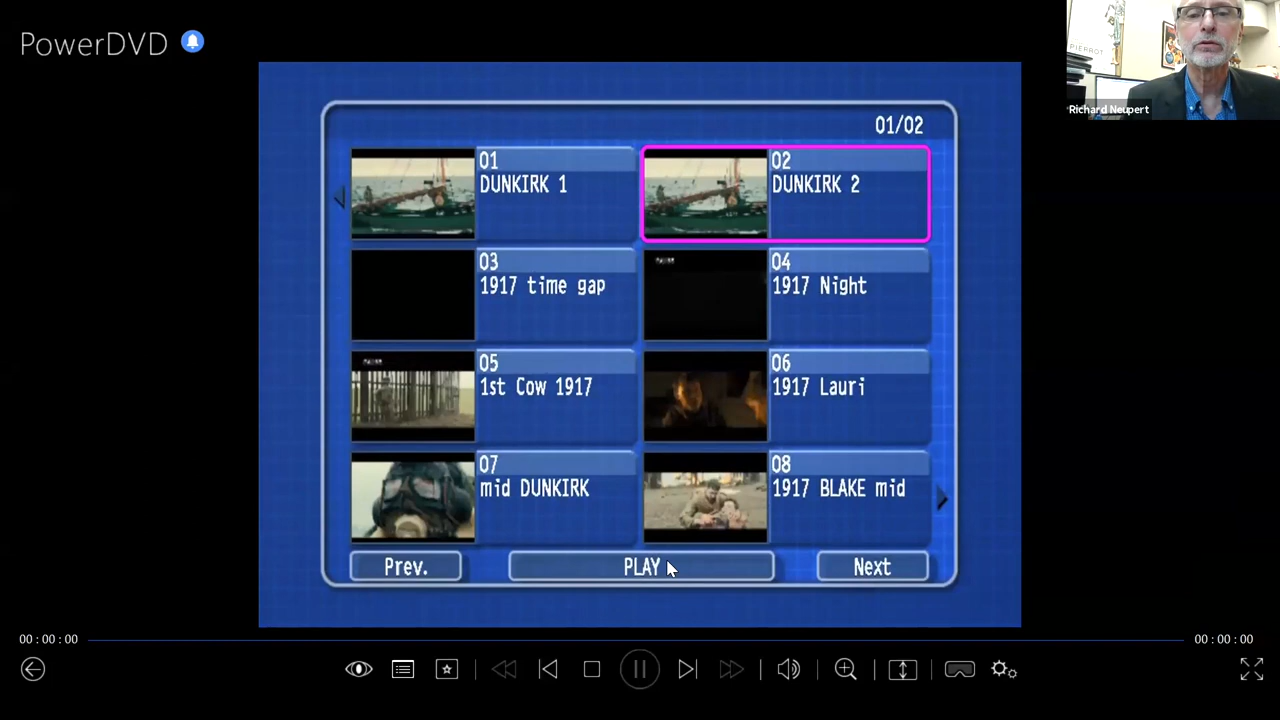 PowerDVD
PIERROT
Richard Neupert
01/02
01
DUNKIRK 1
02
DUNKIRK 2
03
1917 time gap
04
1917 Night
05
1st Cow 1917
06
1917 Lauri
07
mid DUNKIRK
08
1917 BLAKE mid
Prev.
PLAY
Next
00:00:00
00:00:00